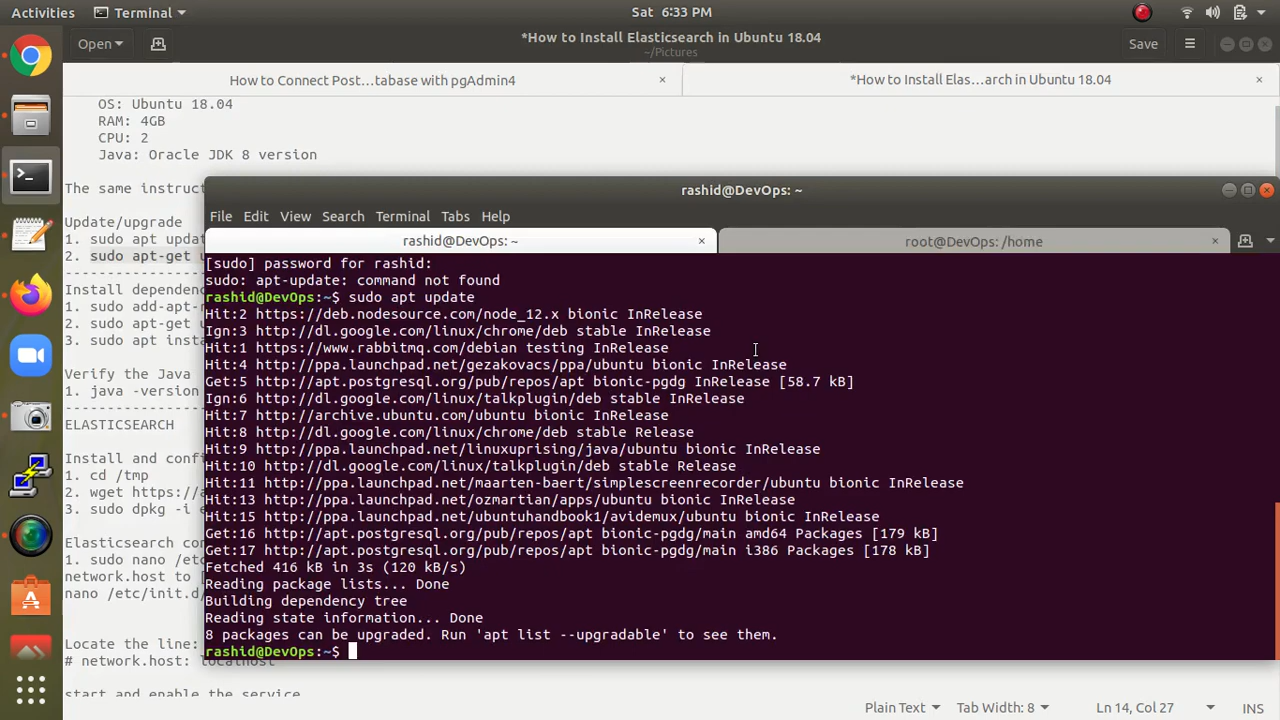 Activities Terminal Sat 6:33 PM
Open *How to Install Elasticsearch in Ubuntu 18.04 Save
~/Pictures
How to Connect Post…tabase with pgAdmin4 × *How to Install Elas…arch in Ubuntu 18.04 ×
OS: Ubuntu 18.04
RAM: 4GB
CPU: 2
Java: Oracle JDK 8 version
The same instruct
rashid@DevOps: ~
Update/upgrade
File Edit View Search Terminal Tabs Help
1. sudo apt updat
rashid@DevOps: ~ × root@DevOps: /home ×
2. sudo apt-get u
Install dependenc
1. sudo add-apt-r
2. sudo apt-get u
3. sudo apt insta
Verify the Java
1. java -version
ELASTICSEARCH
Install and confi
1. cd /tmp
2. wget https://a
3. sudo dpkg -i e
Elasticsearch con
1. sudo nano /etc
network.host to [
nano /etc/init.d/
Locate the line:
# network.host: localhost
start and enable the service
[sudo] password for rashid:
sudo: apt-update: command not found
rashid@DevOps:~$ sudo apt update
Hit:2 https://deb.nodesource.com/node_12.x bionic InRelease
Ign:3 http://dl.google.com/linux/chrome/deb stable InRelease
Hit:1 https://www.rabbitmq.com/debian testing InRelease
Hit:4 http://ppa.launchpad.net/gezakovacs/ppa/ubuntu bionic InRelease
Get:5 http://apt.postgresql.org/pub/repos/apt bionic-pgdg InRelease [58.7 kB]
Ign:6 http://dl.google.com/linux/talkplugin/deb stable InRelease
Hit:7 http://archive.ubuntu.com/ubuntu bionic InRelease
Hit:8 http://dl.google.com/linux/chrome/deb stable Release
Hit:9 http://ppa.launchpad.net/linuxuprising/java/ubuntu bionic InRelease
Hit:10 http://dl.google.com/linux/talkplugin/deb stable Release
Hit:11 http://ppa.launchpad.net/maarten-baert/simplescreenrecorder/ubuntu bionic InRelease
Hit:13 http://ppa.launchpad.net/ozmartian/apps/ubuntu bionic InRelease
Hit:15 http://ppa.launchpad.net/ubuntuhandbook1/avidemux/ubuntu bionic InRelease
Get:16 http://apt.postgresql.org/pub/repos/apt bionic-pgdg/main amd64 Packages [179 kB]
Get:17 http://apt.postgresql.org/pub/repos/apt bionic-pgdg/main i386 Packages [178 kB]
Fetched 416 kB in 3s (120 kB/s)
Reading package lists... Done
Building dependency tree
Reading state information... Done
8 packages can be upgraded. Run 'apt list --upgradable' to see them.
rashid@DevOps:~$
Plain Text Tab Width: 8 Ln 14, Col 27 INS